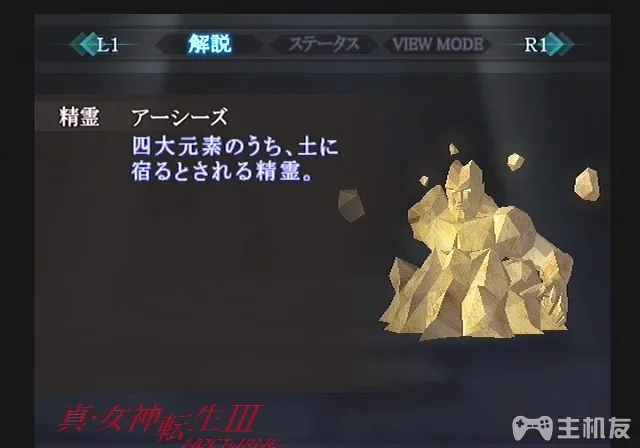 L1 解説 ステータス VIEW MODE R1
精霊 アーシーズ
四大元素のうち、土に
宿るとされる精霊。
真・女神転生III
NOCTURNE
主机友